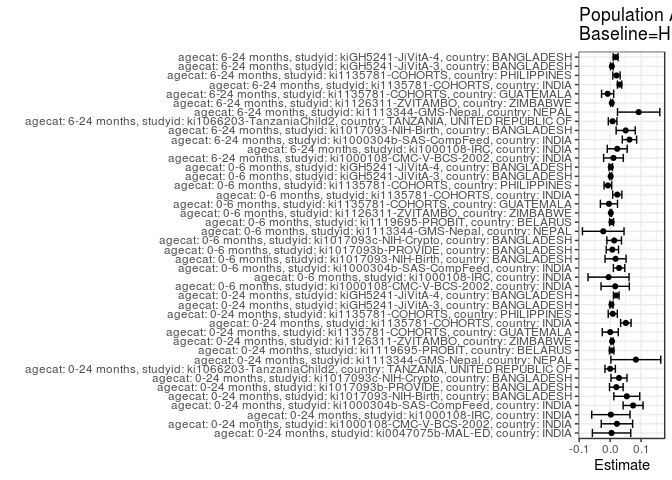 Population A
Baseline=H
agecat: 6-24 months, studyid: kiGH5241-JiVitA-4, country: BANGLADESH
agecat: 6-24 months, studyid: kiGH5241-JiVitA-3, country: BANGLADESH
agecat: 6-24 months, studyid: ki1135781-COHORTS, country: PHILIPPINES
agecat: 6-24 months, studyid: ki1135781-COHORTS, country: INDIA
agecat: 6-24 months, studyid: ki1135781-COHORTS, country: GUATEMALA
agecat: 6-24 months, studyid: ki1126311-ZVITAMBO, country: ZIMBABWE
agecat: 6-24 months, studyid: ki1113344-GMS-Nepal, country: NEPAL
agecat: 6-24 months, studyid: ki1066203-TanzaniaChild2, country: TANZANIA, UNITED REPUBLIC OF
agecat: 6-24 months, studyid: ki1017093-NIH-Birth, country: BANGLADESH
agecat: 6-24 months, studyid: ki1000304b-SAS-CompFeed, country: INDIA
agecat: 6-24 months, studyid: ki1000108-IRC, country: INDIA
agecat: 6-24 months, studyid: ki1000108-CMC-V-BCS-2002, country: INDIA
agecat: 0-6 months, studyid: kiGH5241-JiVitA-4, country: BANGLADESH
agecat: 0-6 months, studyid: kiGH5241-JiVitA-3, country: BANGLADESH
agecat: 0-6 months, studyid: ki1135781-COHORTS, country: PHILIPPINES
agecat: 0-6 months, studyid: ki1135781-COHORTS, country: INDIA
agecat: 0-6 months, studyid: ki1135781-COHORTS, country: GUATEMALA
agecat: 0-6 months, studyid: ki1126311-ZVITAMBO, country: ZIMBABWE
agecat: 0-6 months, studyid: ki1119695-PROBIT, country: BELARUS
agecat: 0-6 months, studyid: ki1113344-GMS-Nepal, country: NEPAL
agecat: 0-6 months, studyid: ki1017093c-NIH-Crypto, country: BANGLADESH
agecat: 0-6 months, studyid: ki1017093b-PROVIDE, country: BANGLADESH
agecat: 0-6 months, studyid: ki1017093-NIH-Birth, country: BANGLADESH
agecat: 0-6 months, studyid: ki1000304b-SAS-CompFeed, country: INDIA
agecat: 0-6 months, studyid: ki1000108-IRC, country: INDIA
agecat: 0-6 months, studyid: ki1000108-CMC-V-BCS-2002, country: INDIA
agecat: 0-24 months, studyid: kiGH5241-JiVitA-4, country: BANGLADESH
agecat: 0-24 months, studyid: kiGH5241-JiVitA-3, country: BANGLADESH
agecat: 0-24 months, studyid: ki1135781-COHORTS, country: PHILIPPINES
agecat: 0-24 months, studyid: ki1135781-COHORTS, country: INDIA
agecat: 0-24 months, studyid: ki1135781-COHORTS, country: GUATEMALA
agecat: 0-24 months, studyid: ki1126311-ZVITAMBO, country: ZIMBABWE
agecat: 0-24 months, studyid: ki1119695-PROBIT, country: BELARUS
agecat: 0-24 months, studyid: ki1113344-GMS-Nepal, country: NEPAL
agecat: 0-24 months, studyid: ki1066203-TanzaniaChild2, country: TANZANIA, UNITED REPUBLIC OF
agecat: 0-24 months, studyid: ki1017093c-NIH-Crypto, country: BANGLADESH
agecat: 0-24 months, studyid: ki1017093b-PROVIDE, country: BANGLADESH
agecat: 0-24 months, studyid: ki1017093-NIH-Birth, country: BANGLADESH
agecat: 0-24 months, studyid: ki1000304b-SAS-CompFeed, country: INDIA
agecat: 0-24 months, studyid: ki1000108-IRC, country: INDIA
agecat: 0-24 months, studyid: ki1000108-CMC-V-BCS-2002, country: INDIA
agecat: 0-24 months, studyid: ki0047075b-MAL-ED, country: INDIA
-0.1 0.0 0.1
Estimate